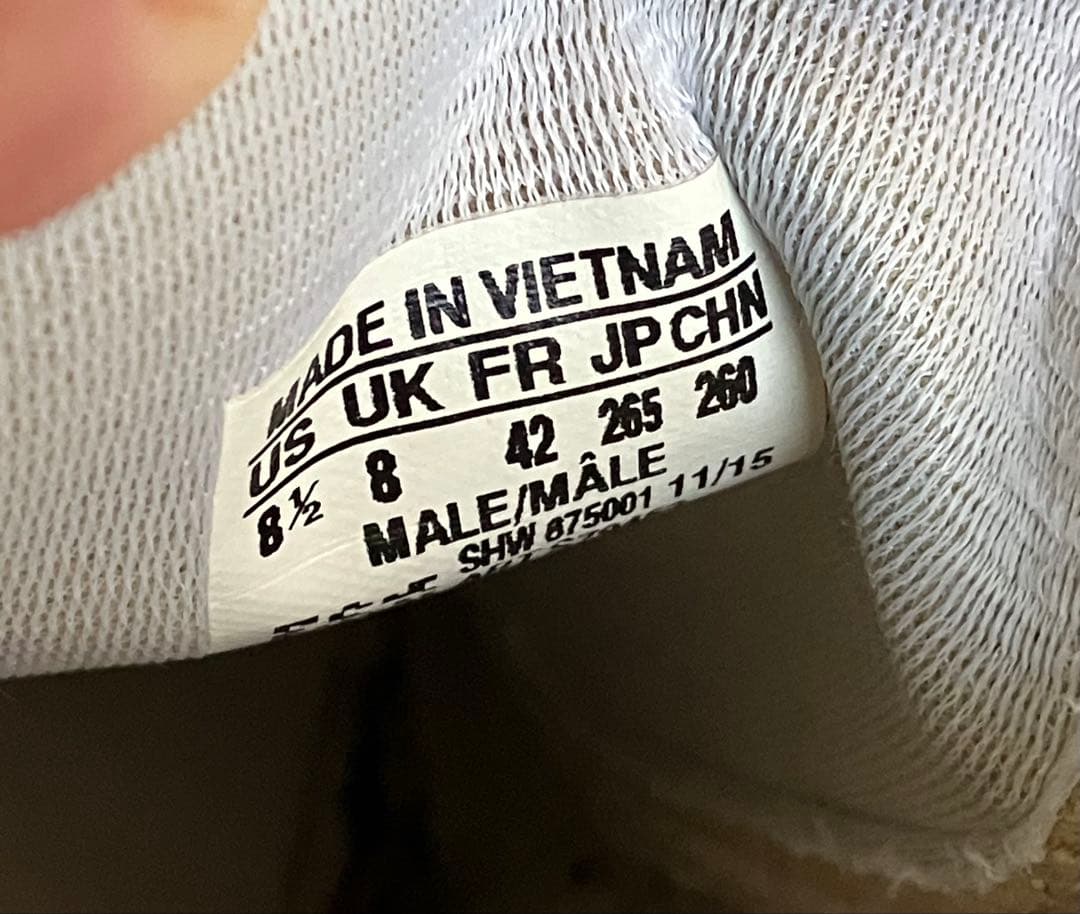 MADE IN VIETNAM
US UK FR JP CHN
8½ 8 42 265 260
MALE/MÂLE
SHW 675001 11/15